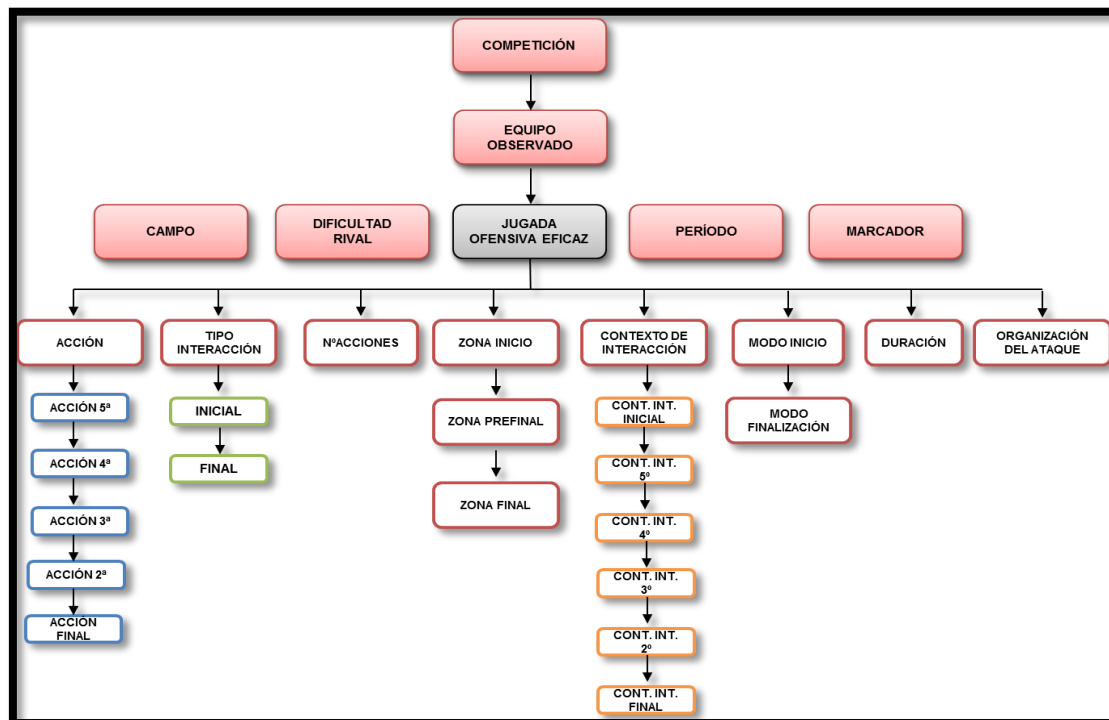 COMPETICIÓN
EQUIPO
OBSERVADO
CAMPO
DIFICULTAD
RIVAL
JUGADA
OFENSIVA EFICAZ
PERÍODO
MARCADOR
ACCIÓN
TIPO
INTERACCIÓN
NºACCIONES
ZONA INICIO
CONTEXTO DE
INTERACCIÓN
MODO INICIO
DURACIÓN
ORGANIZACIÓN
DEL ATAQUE
ACCIÓN 5ª
ACCIÓN 4ª
ACCIÓN 3ª
ACCIÓN 2ª
ACCIÓN
FINAL
INICIAL
FINAL
ZONA PREFINAL
ZONA FINAL
CONT. INT.
INICIAL
CONT. INT.
5º
CONT. INT.
4º
CONT. INT.
3º
CONT. INT.
2º
CONT. INT.
FINAL
MODO
FINALIZACIÓN